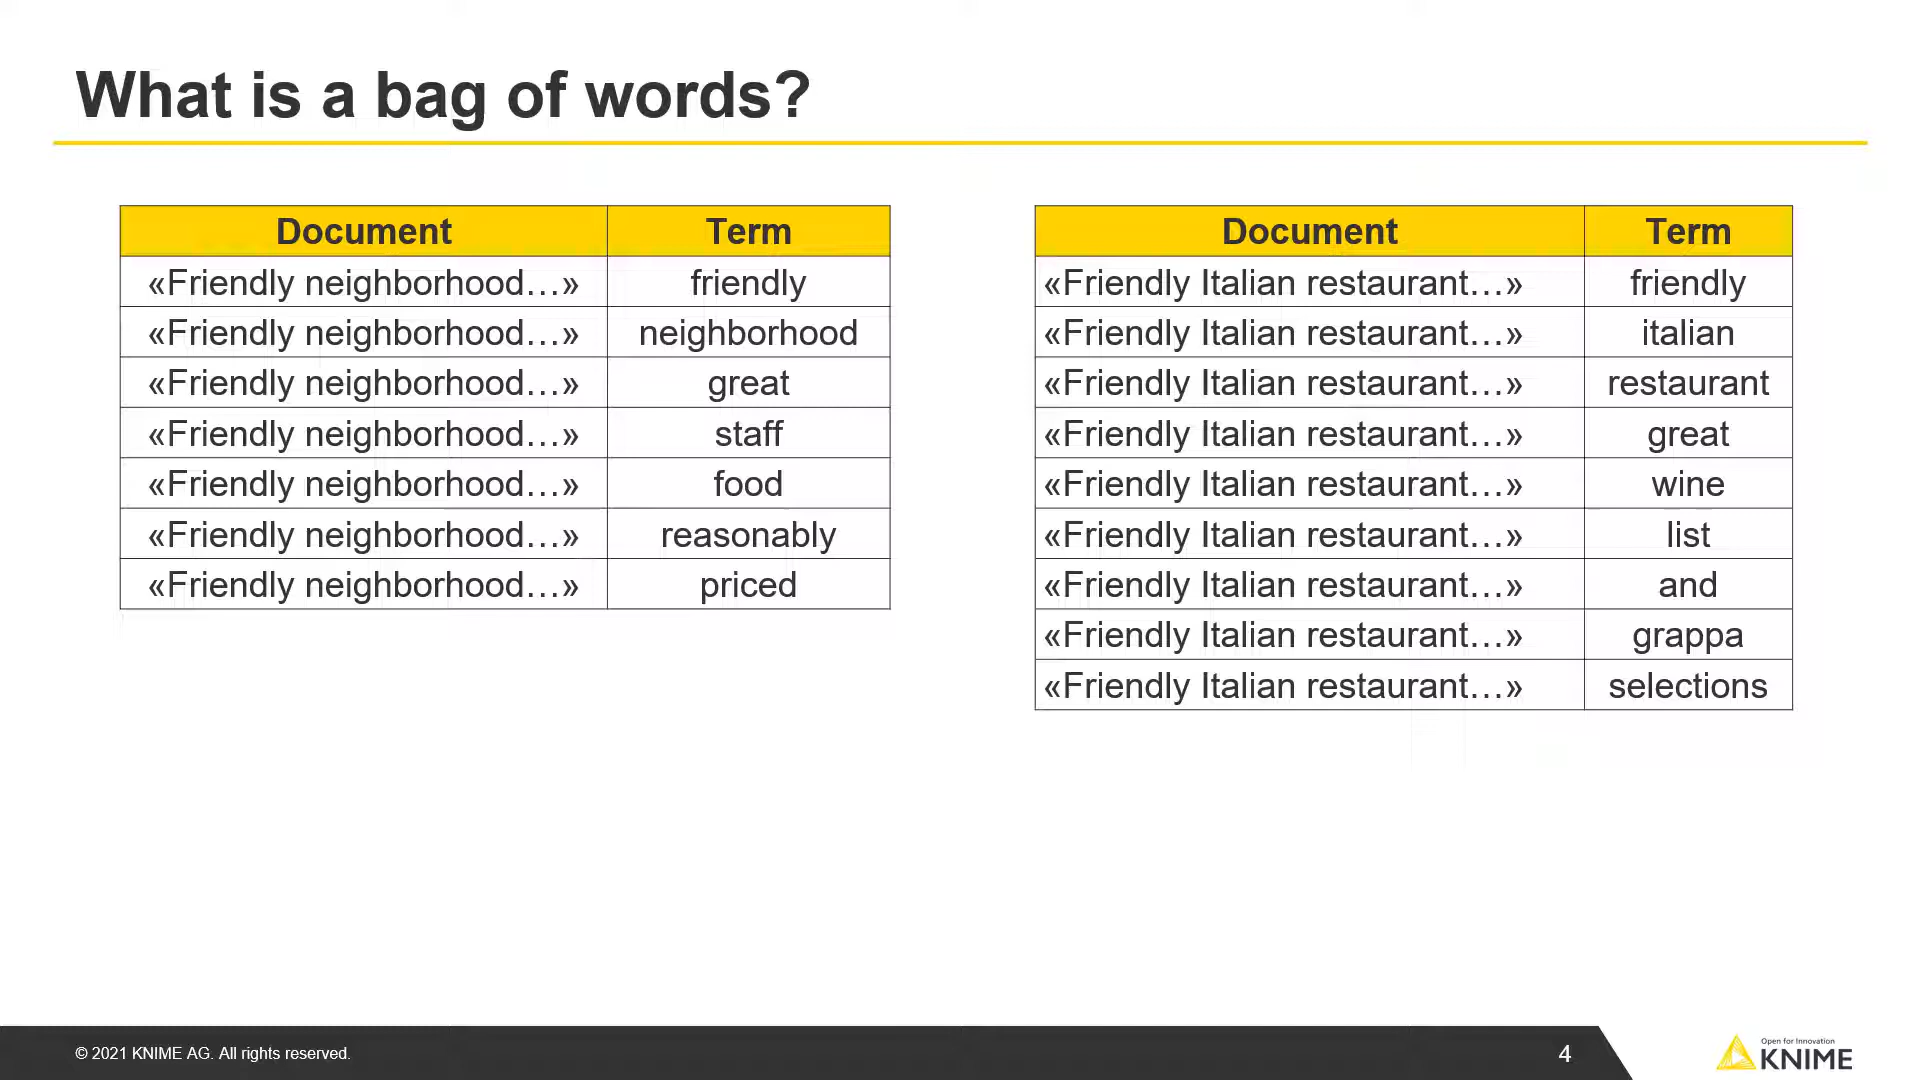 What is a bag of words?
Document Term
«Friendly neighborhood…» friendly
«Friendly neighborhood…» neighborhood
«Friendly neighborhood…» great
«Friendly neighborhood…» staff
«Friendly neighborhood…» food
«Friendly neighborhood…» reasonably
«Friendly neighborhood…» priced
Document Term
«Friendly Italian restaurant…» friendly
«Friendly Italian restaurant…» italian
«Friendly Italian restaurant…» restaurant
«Friendly Italian restaurant…» great
«Friendly Italian restaurant…» wine
«Friendly Italian restaurant…» list
«Friendly Italian restaurant…» and
«Friendly Italian restaurant…» grappa
«Friendly Italian restaurant…» selections
© 2021 KNIME AG. All rights reserved.
4
Open for Innovation
KNIME